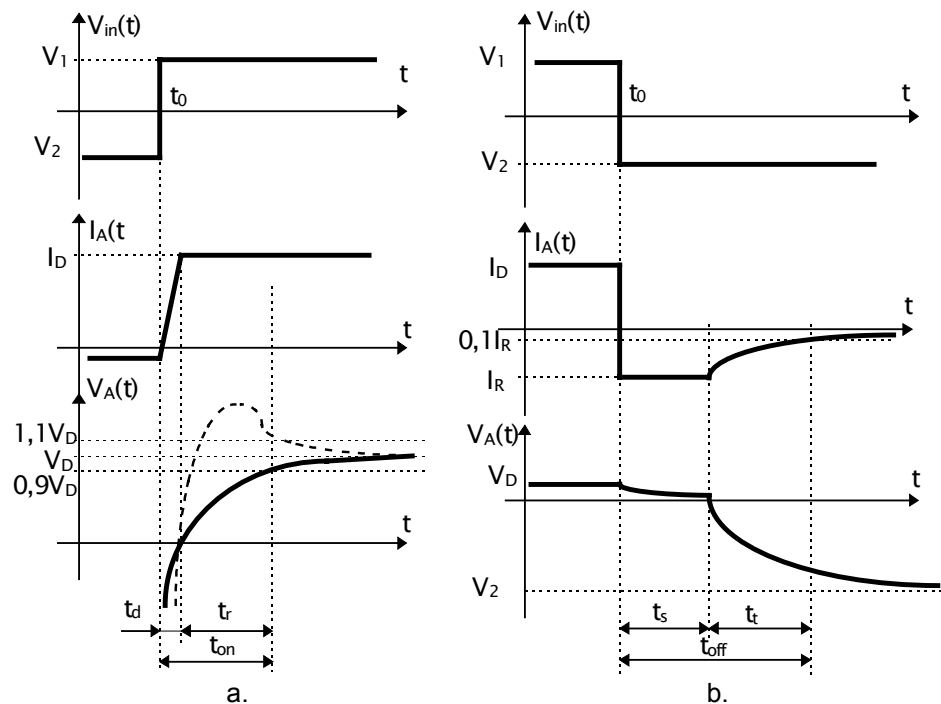 V1
Vin(t)
t
t0
V2
IA(t
ID
t
VA(t)
1,1VD
VD
0,9VD
t
td
tr
ton
a.
Vin(t)
V1
t0
t
V2
IA(t)
ID
t
0,1IR
IR
VA(t)
VD
t
V2
ts
tt
toff
b.